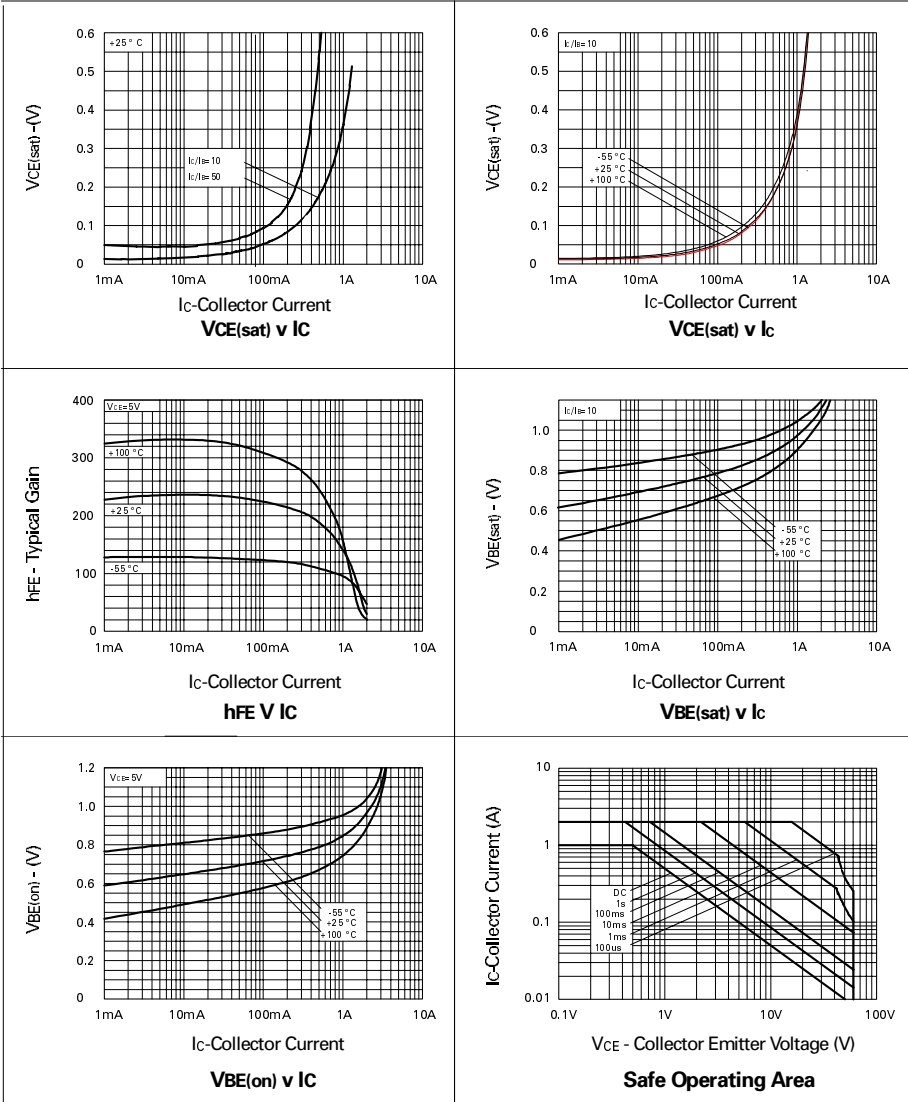 0.6
+25°C
0.5
0.4
0.3
0.2
0.1
0
VCE(sat) - (V)
IC/IB=10
IC/IB=50
1mA 10mA 100mA 1A 10A
IC-Collector Current
VCE(sat) v IC
0.6
IC/IB=10
0.5
0.4
0.3
0.2
0.1
0
VCE(sat) - (V)
-55°C
+25°C
+100°C
1mA 10mA 100mA 1A 10A
IC-Collector Current
VCE(sat) v IC
400
VCE=5V
300
200
100
0
hFE - Typical Gain
+100°C
+25°C
-55°C
1mA 10mA 100mA 1A 10A
IC-Collector Current
hFE V IC
IC/IB=10
1.0
0.8
0.6
0.4
0.2
0
VBE(sat) - (V)
-55°C
+25°C
+100°C
1mA 10mA 100mA 1A 10A
IC-Collector Current
VBE(sat) v IC
1.2
VCE=5V
1.0
0.8
0.6
0.4
0.2
0
VBE(on) - (V)
-55°C
+25°C
+100°C
1mA 10mA 100mA 1A 10A
IC-Collector Current
VBE(on) v IC
10
1
0.1
0.01
IC-Collector Current (A)
DC
1s
100ms
10ms
1ms
100us
0.1V 1V 10V 100V
VCE - Collector Emitter Voltage (V)
Safe Operating Area